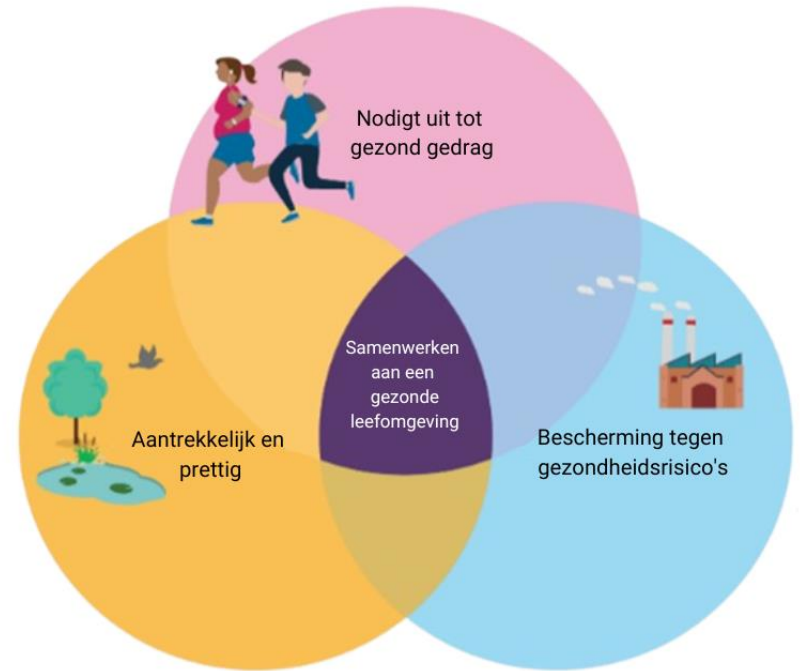 Nodigt uit tot
gezond gedrag
Samenwerken
aan een
gezonde
leefomgeving
Aantrekkelijk en
prettig
Bescherming tegen
gezondheidsrisico's